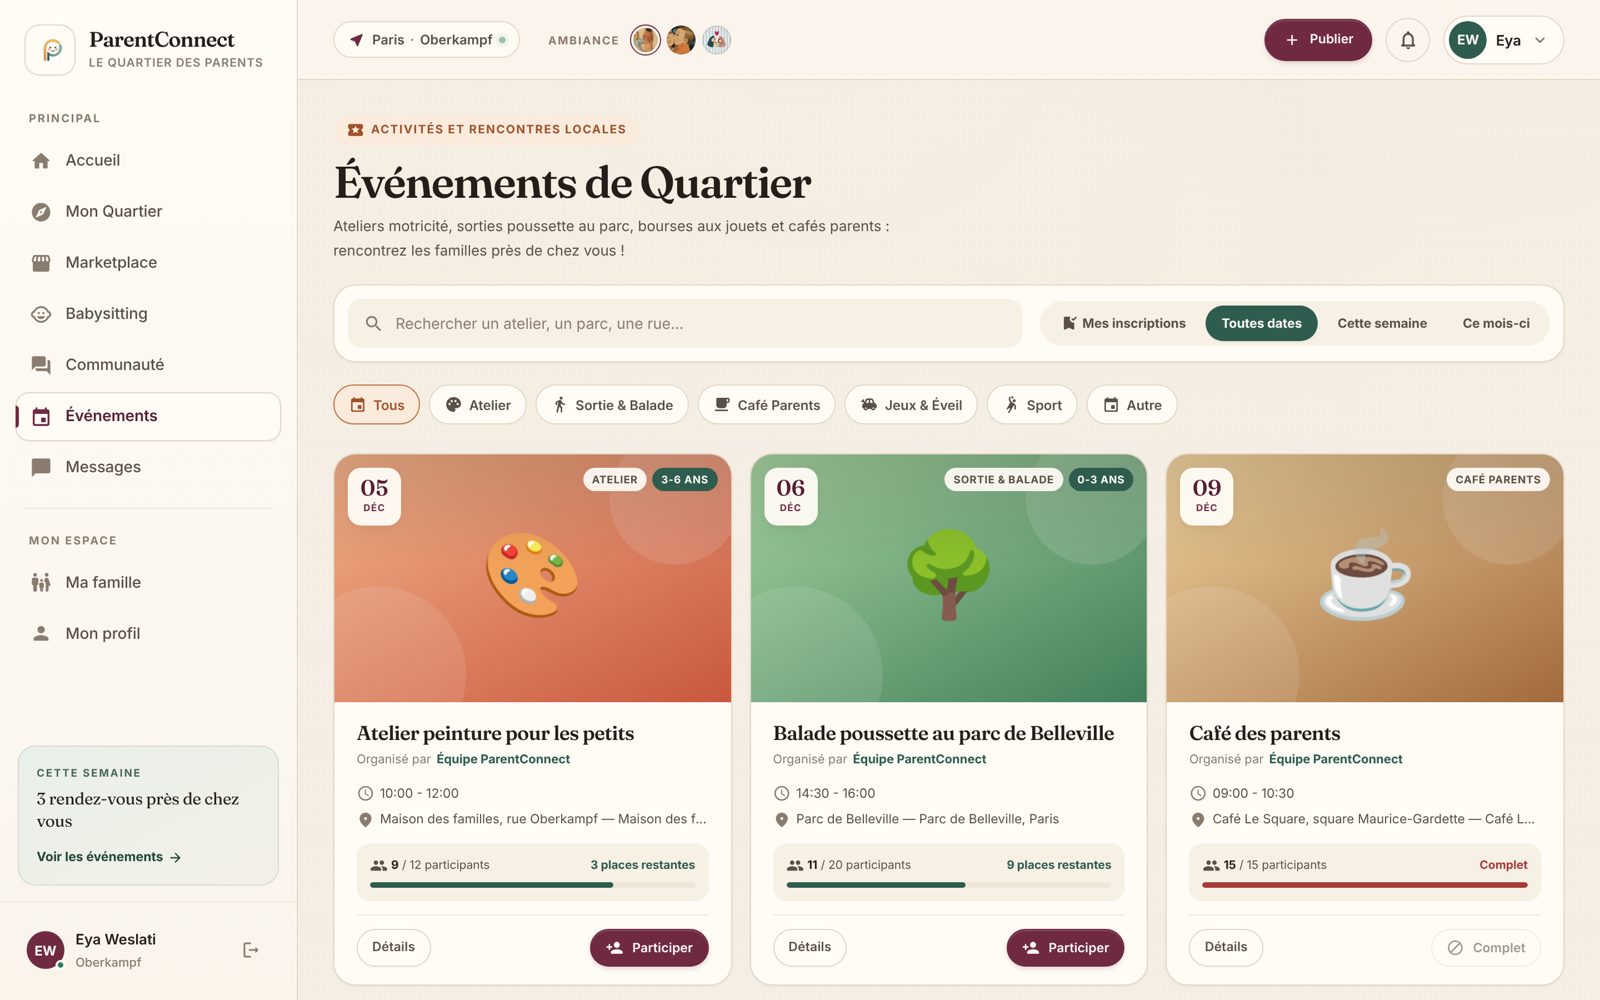 ParentConnect
LE QUARTIER DES PARENTS
PRINCIPAL
Accueil
Mon Quartier
Marketplace
Babysitting
Communauté
Événements
Messages
MON ESPACE
Ma famille
Mon profil
CETTE SEMAINE
3 rendez-vous près de chez
vous
Voir les événements →
EW
Eya Weslati
Oberkampf
Paris · Oberkampf
AMBIANCE
+ Publier
EW
Eya
ACTIVITÉS ET RENCONTRES LOCALES
Événements de Quartier
Ateliers motricité, sorties poussette au parc, bourses aux jouets et cafés parents :
rencontrez les familles près de chez vous !
Rechercher un atelier, un parc, une rue...
Mes inscriptions
Toutes dates
Cette semaine
Ce mois-ci
Tous
Atelier
Sortie & Balade
Café Parents
Jeux & Éveil
Sport
Autre
05
DÉC
ATELIER
3-6 ANS
Atelier peinture pour les petits
Organisé par Équipe ParentConnect
10:00 - 12:00
Maison des familles, rue Oberkampf — Maison des f...
9 / 12 participants
3 places restantes
Détails
Participer
06
DÉC
SORTIE & BALADE
0-3 ANS
Balade poussette au parc de Belleville
Organisé par Équipe ParentConnect
14:30 - 16:00
Parc de Belleville — Parc de Belleville, Paris
11 / 20 participants
9 places restantes
Détails
Participer
09
DÉC
CAFÉ PARENTS
Café des parents
Organisé par Équipe ParentConnect
09:00 - 10:30
Café Le Square, square Maurice-Gardette — Café L...
15 / 15 participants
Complet
Détails
Complet